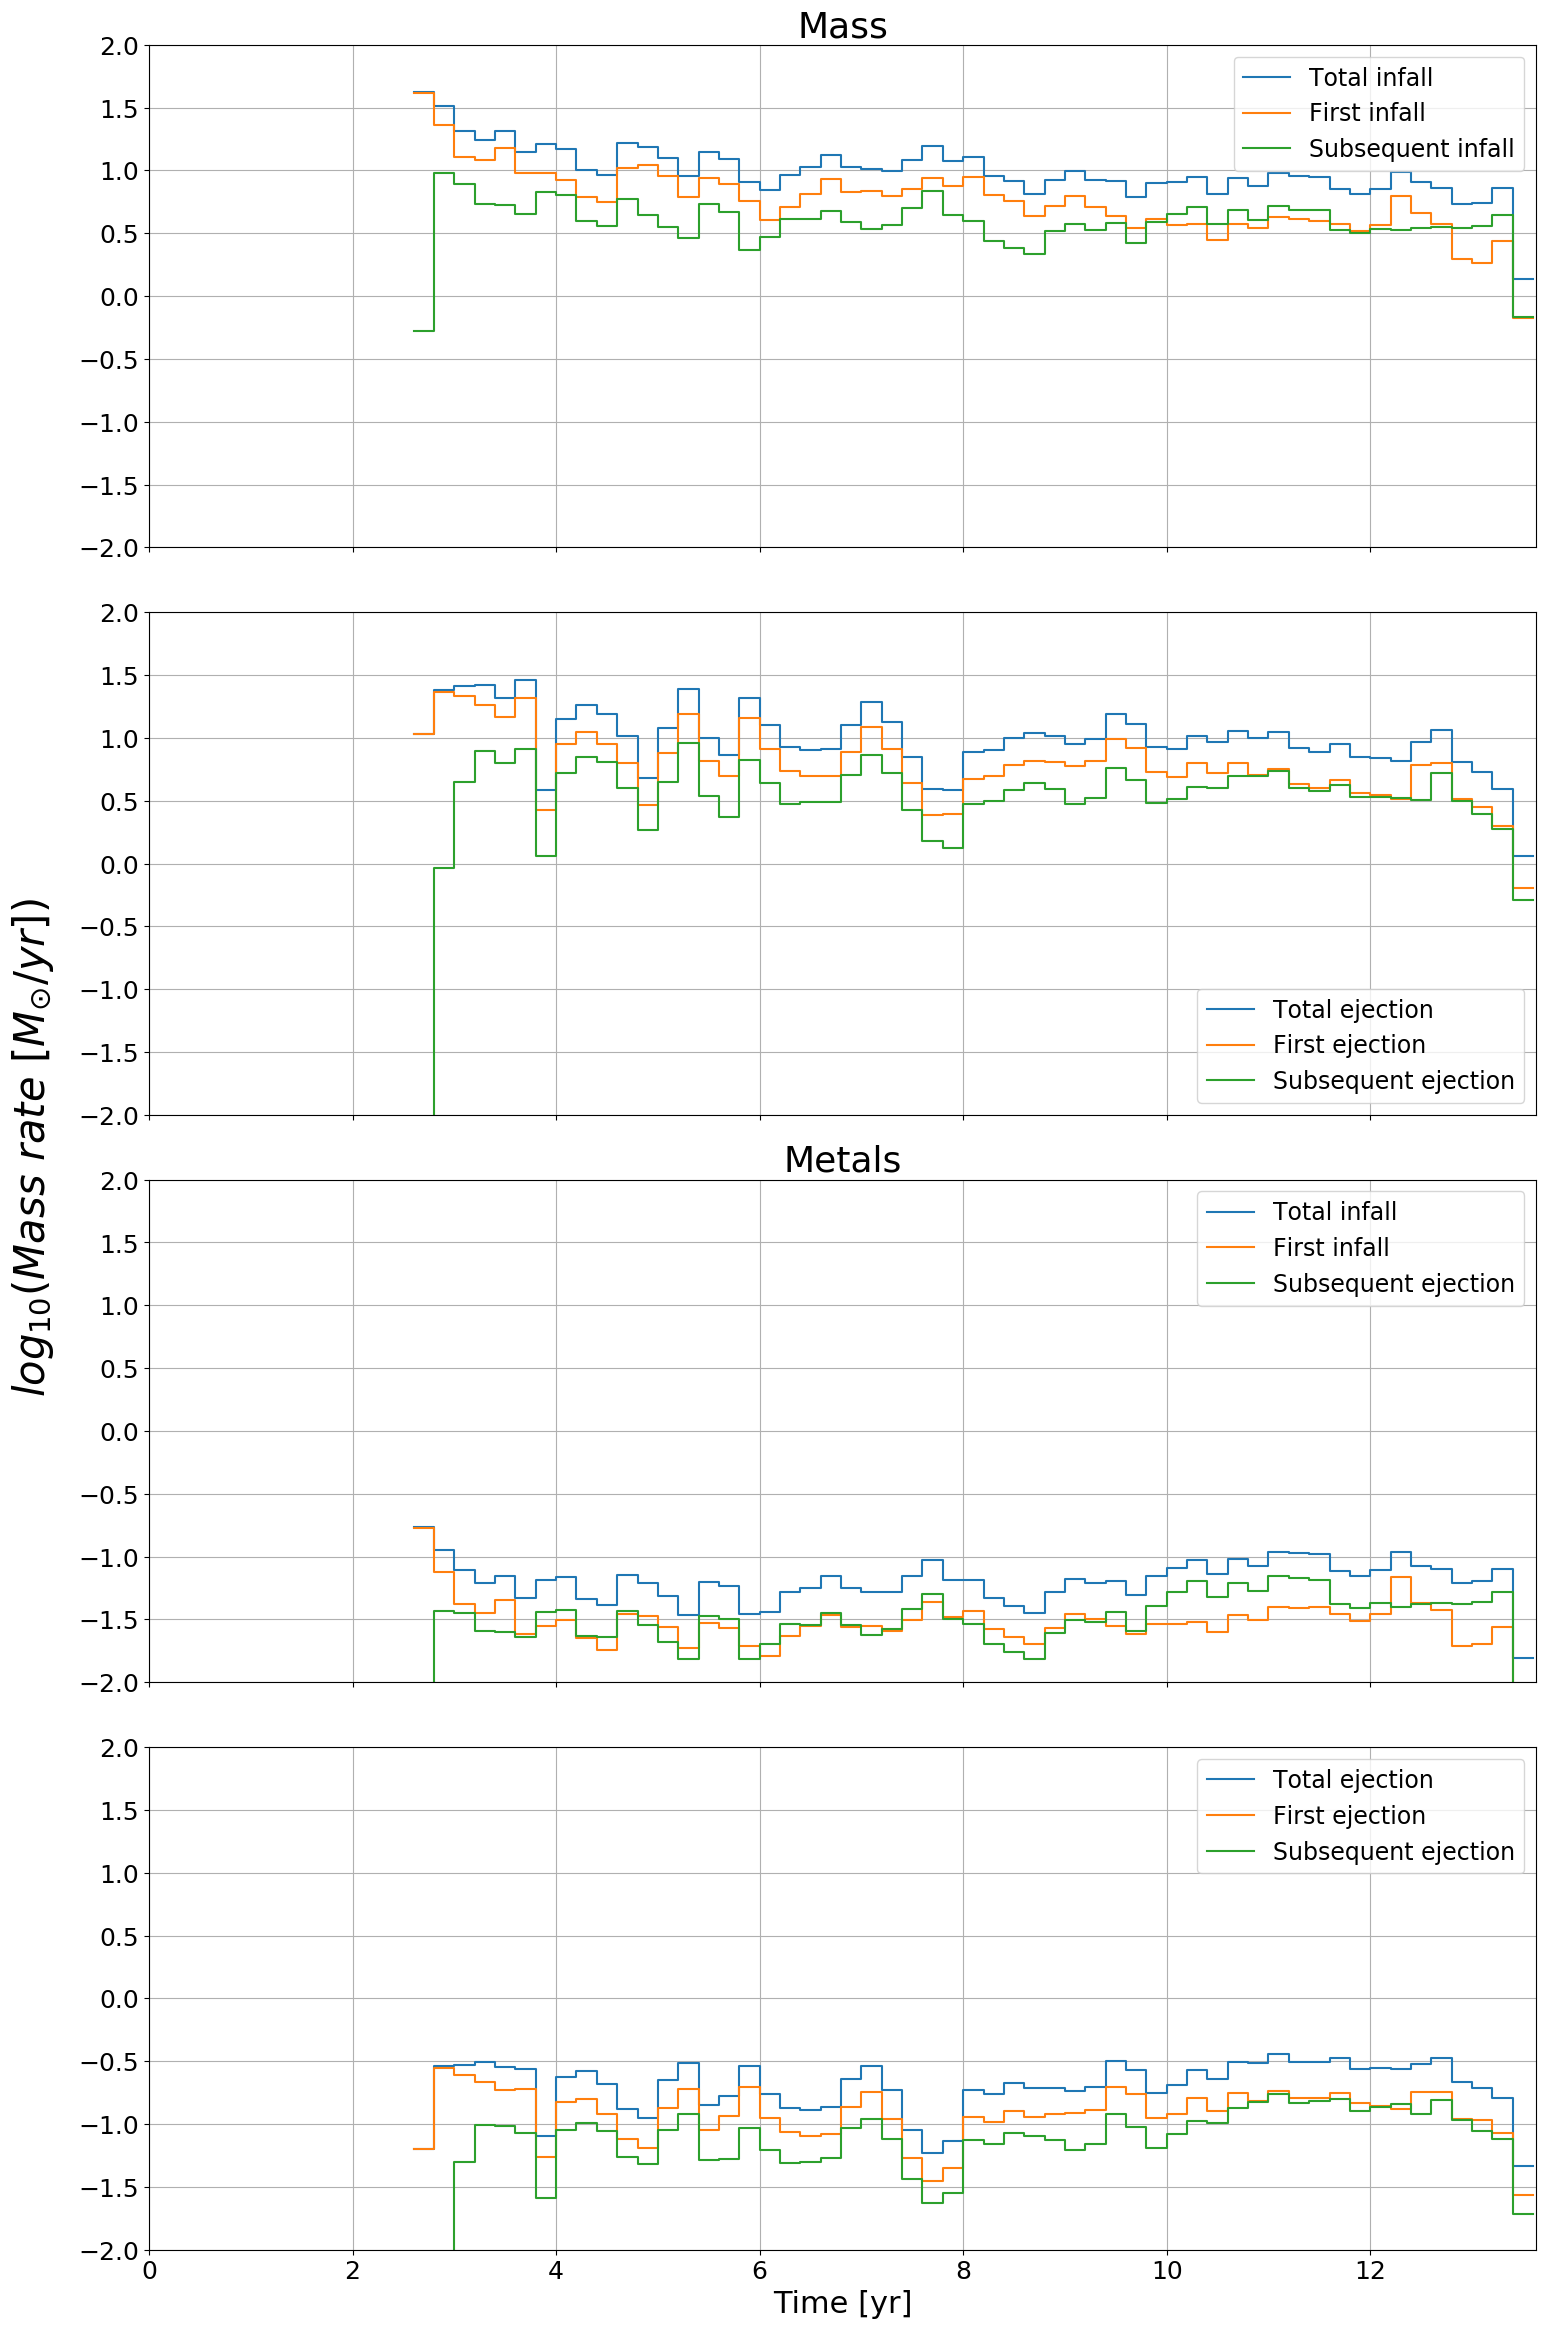 Mass
2.0
1.5
1.0
0.5
0.0
−0.5
−1.0
−1.5
−2.0
Total infall
First infall
Subsequent infall
2.0
1.5
1.0
0.5
0.0
−0.5
−1.0
−1.5
−2.0
Total ejection
First ejection
Subsequent ejection
log₁₀(Mass rate [M⊙/yr])
Metals
2.0
1.5
1.0
0.5
0.0
−0.5
−1.0
−1.5
−2.0
Total infall
First infall
Subsequent ejection
2.0
1.5
1.0
0.5
0.0
−0.5
−1.0
−1.5
−2.0
Total ejection
First ejection
Subsequent ejection
0 2 4 6 8 10 12
Time [yr]